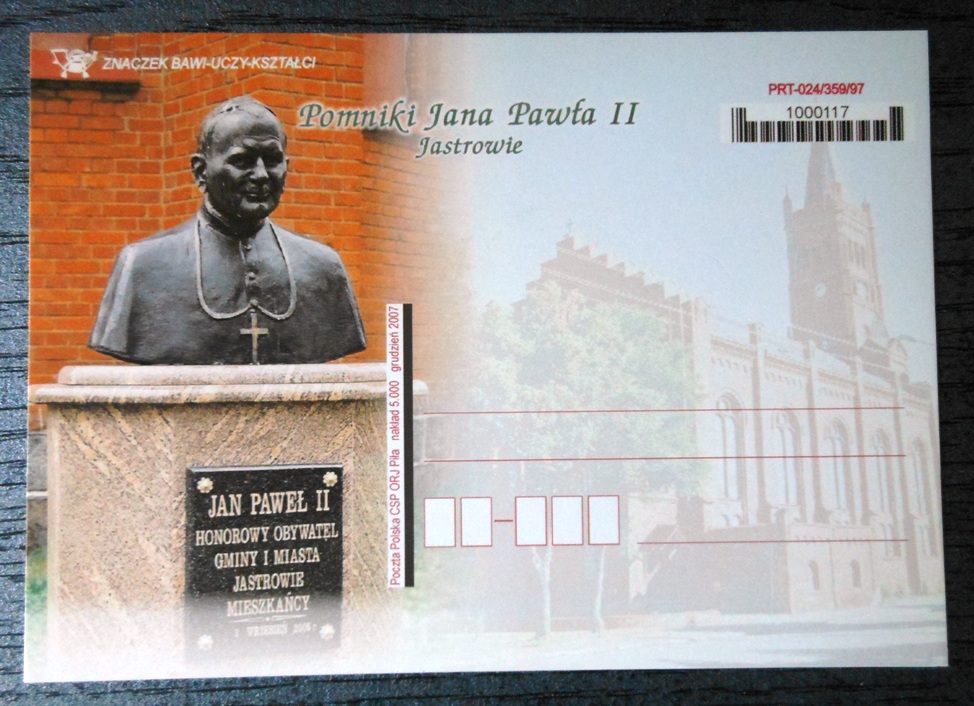 ZNACZEK BAWI-UCZY-KSZTAŁCI
Pomniki Jana Pawła II
Jastrowie
PRT-024/359/97
1000117
Poczta Polska CSP ORJ Piła nakład 5.000 grudzień 2007
JAN PAWEŁ II
HONOROWY OBYWATEL
GMINY I MIASTA
JASTROWIE
MIESZKAŃCY
WRZESIEŃ